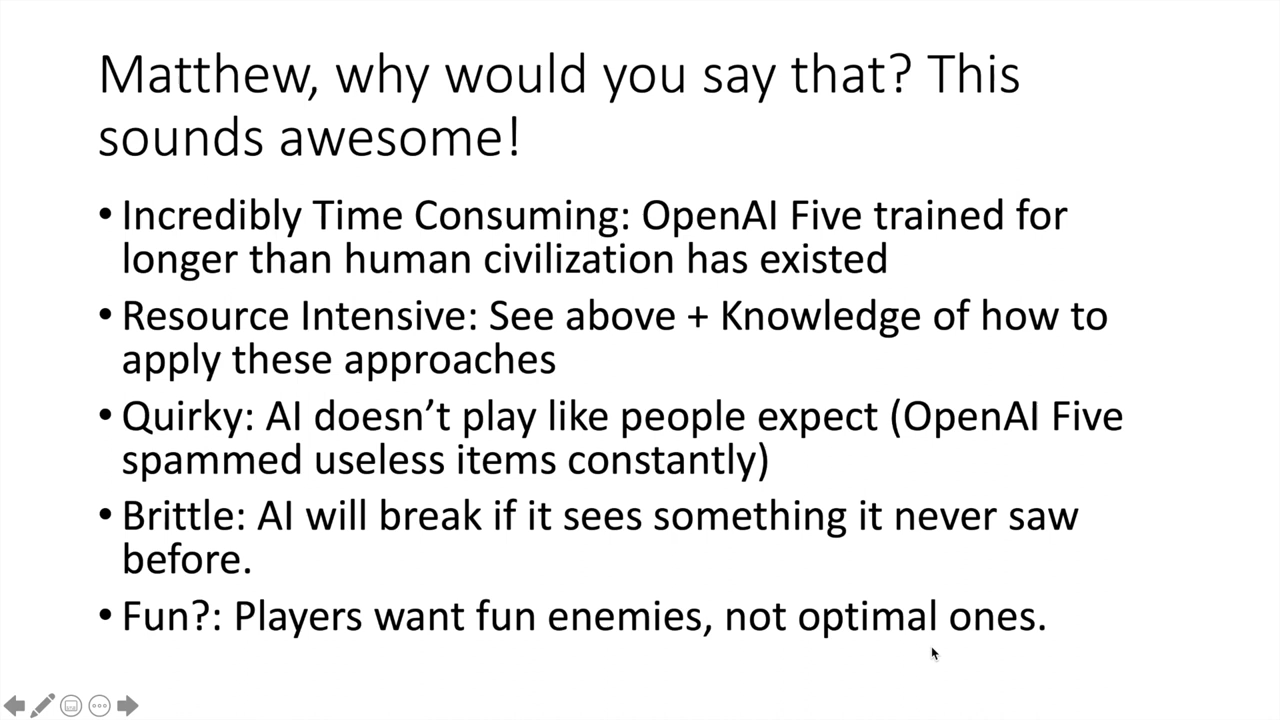 Matthew, why would you say that? This
sounds awesome!
• Incredibly Time Consuming: OpenAI Five trained for
longer than human civilization has existed
• Resource Intensive: See above + Knowledge of how to
apply these approaches
• Quirky: AI doesn’t play like people expect (OpenAI Five
spammed useless items constantly)
• Brittle: AI will break if it sees something it never saw
before.
• Fun?: Players want fun enemies, not optimal ones.